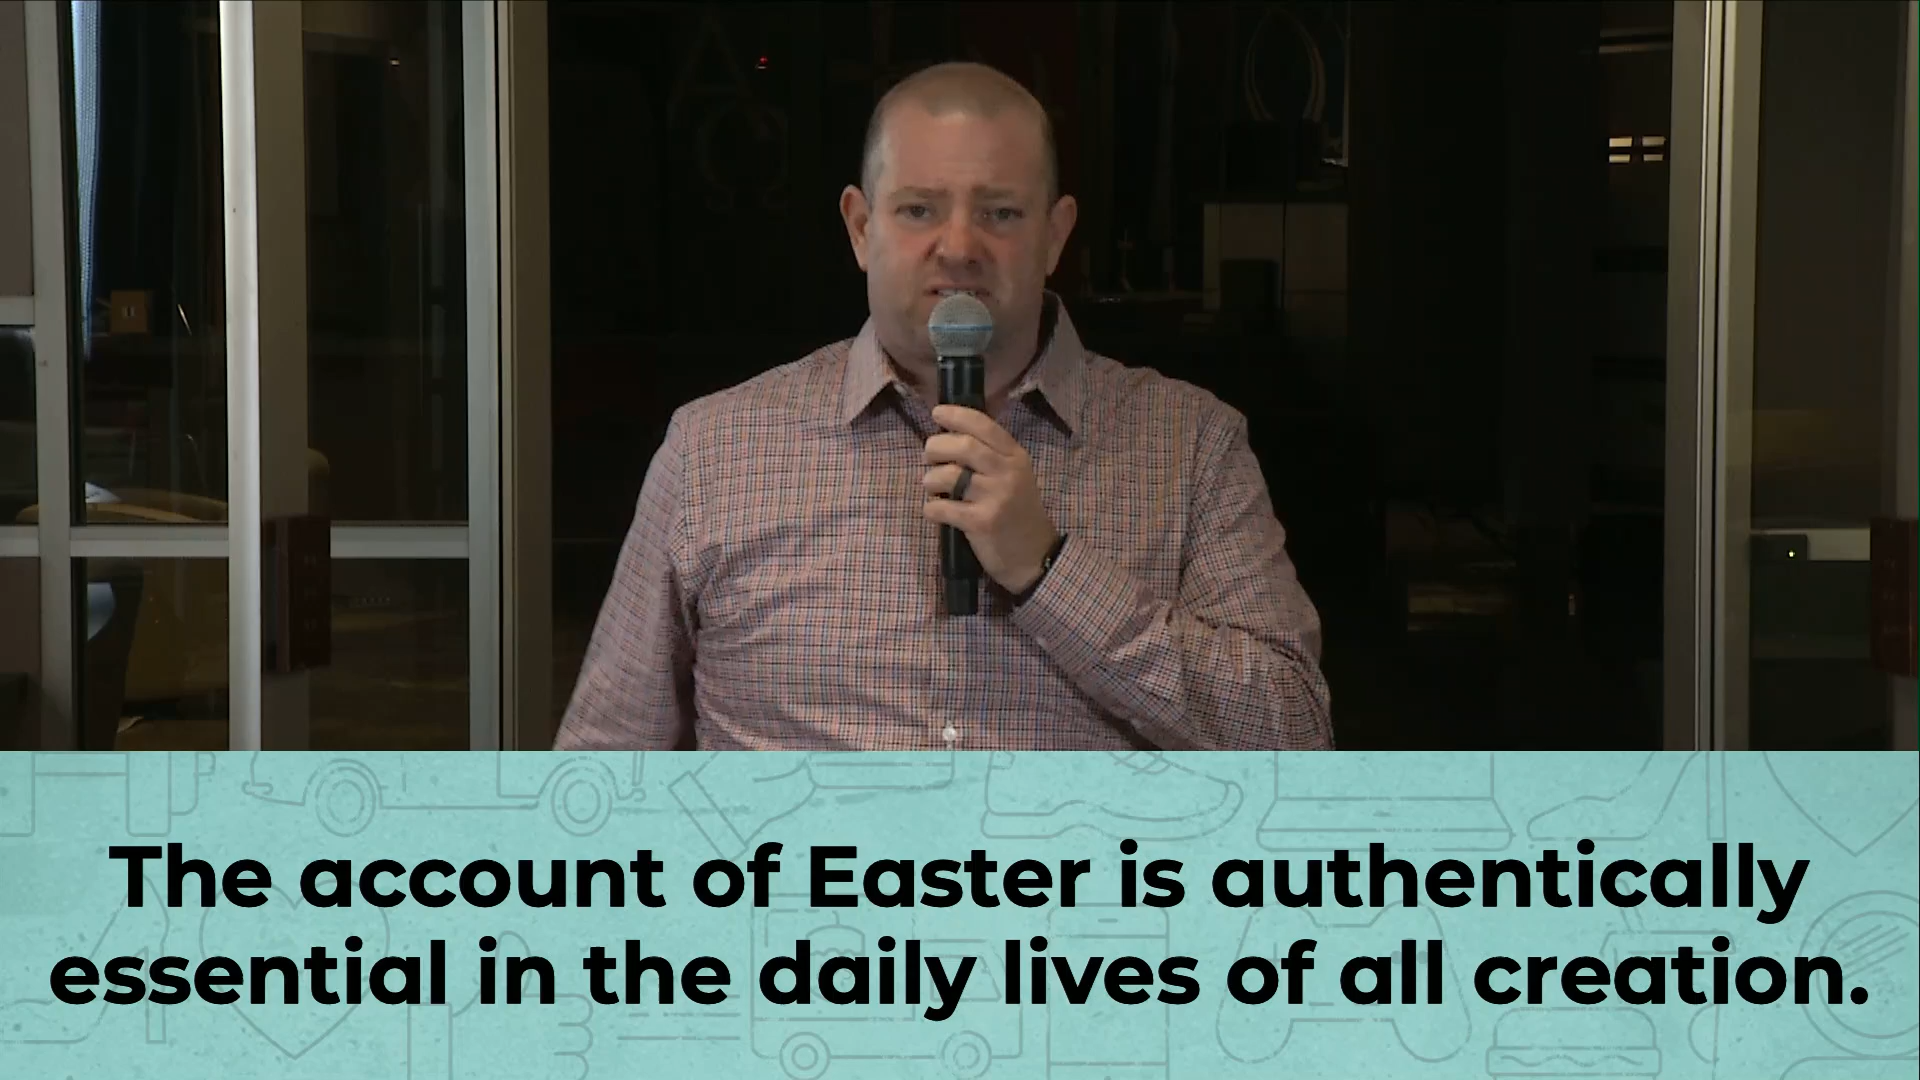 The account of Easter is authentically
essential in the daily lives of all creation.